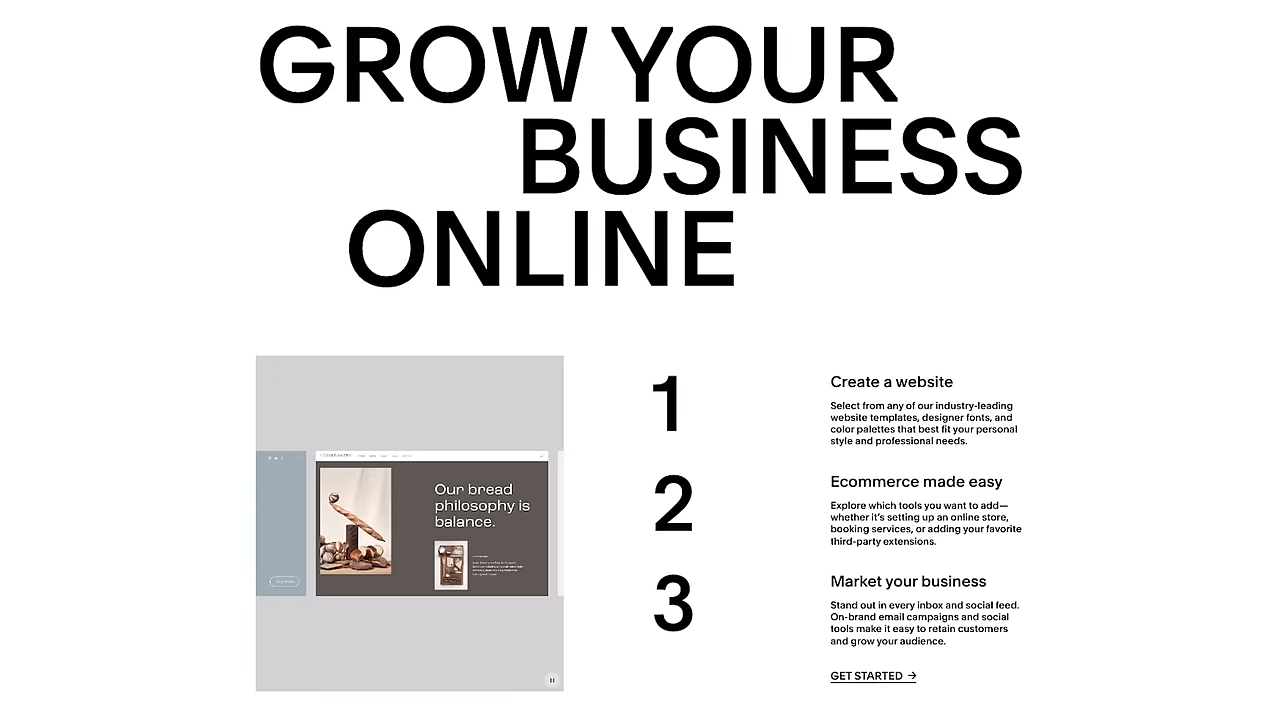 GROW YOUR
BUSINESS
ONLINE
Our bread
philosophy is
balance.
1
Create a website
Select from any of our industry-leading
website templates, designer fonts, and
color palettes that best fit your personal
style and professional needs.
2
Ecommerce made easy
Explore which tools you want to add—
whether it's setting up an online store,
booking services, or adding your favorite
third-party extensions.
3
Market your business
Stand out in every inbox and social feed.
On-brand email campaigns and social
tools make it easy to retain customers
and grow your audience.
GET STARTED →